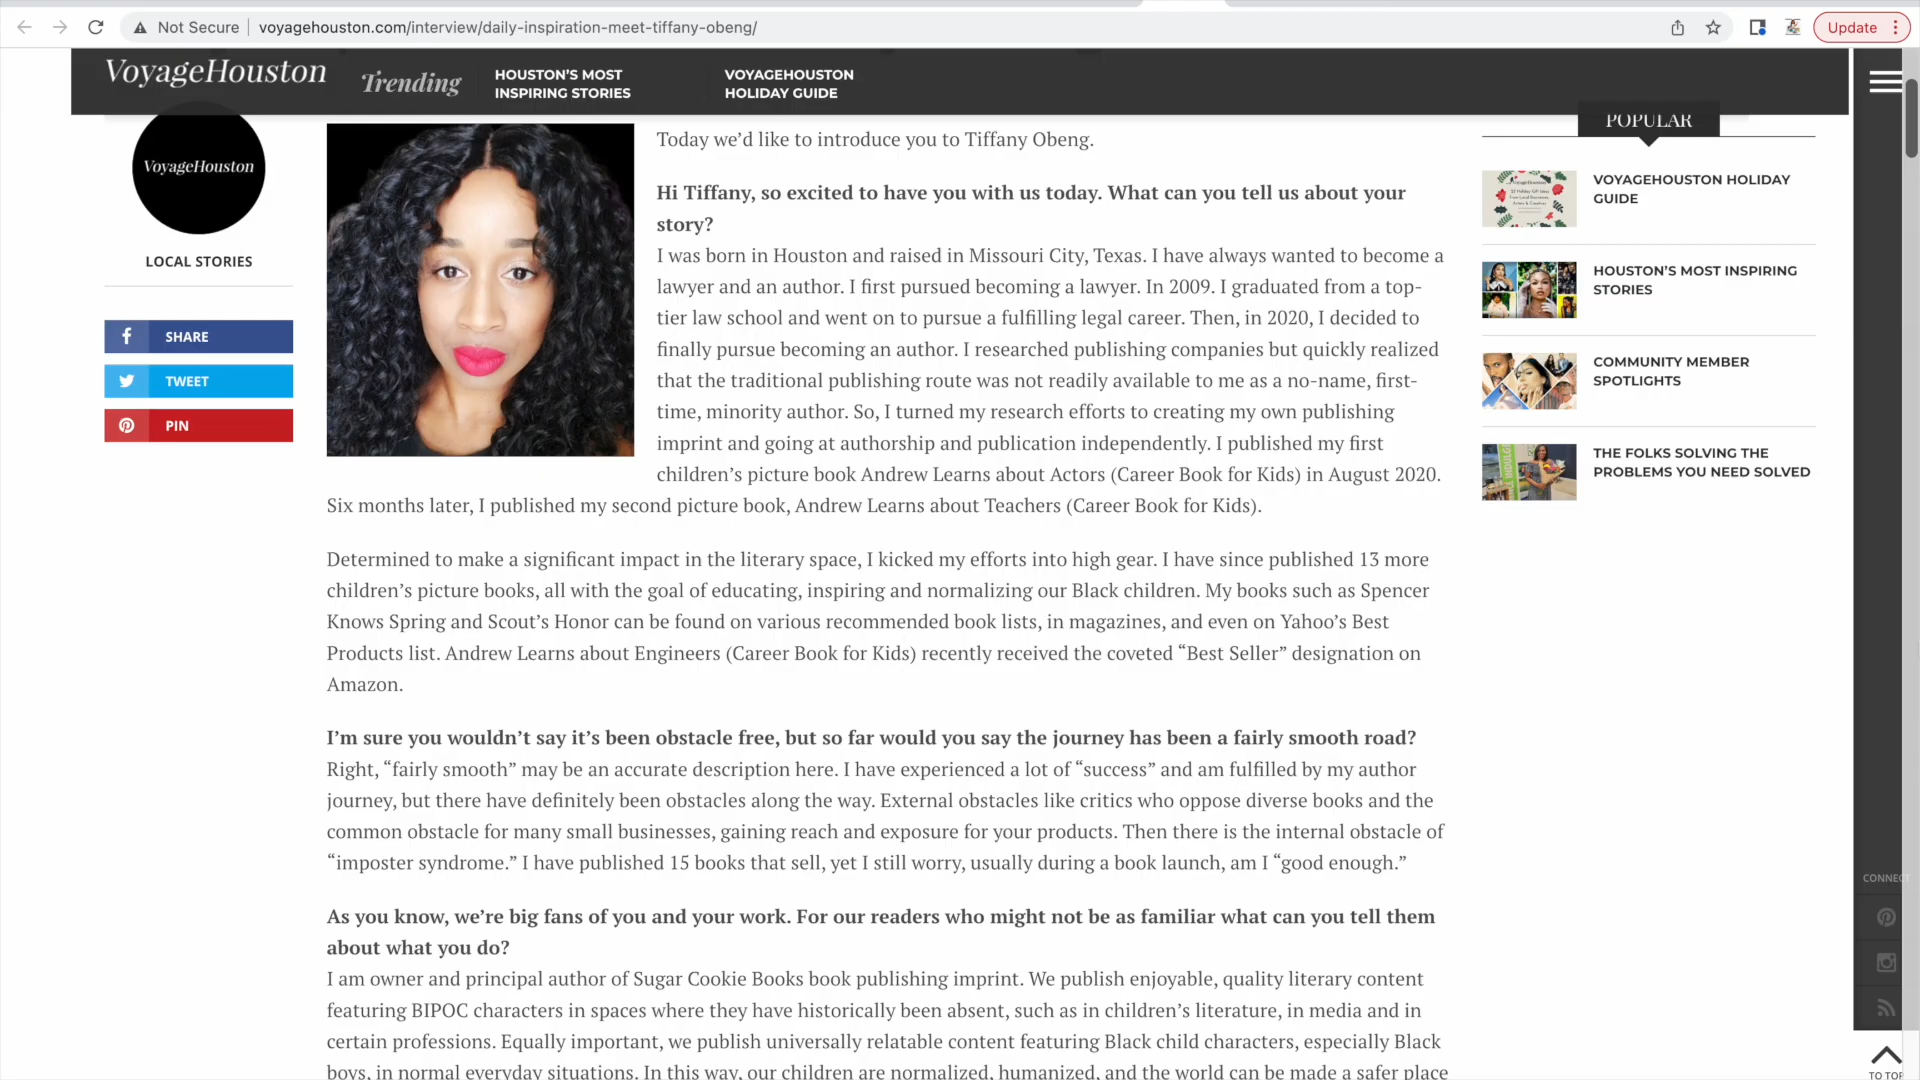 Not Secure
voyagehouston.com/interview/daily-inspiration-meet-tiffany-obeng/
Update
VoyageHouston
Trending
HOUSTON'S MOST
INSPIRING STORIES
VOYAGEHOUSTON
HOLIDAY GUIDE
VoyageHouston
LOCAL STORIES
SHARE
TWEET
PIN
Today we'd like to introduce you to Tiffany Obeng.
Hi Tiffany, so excited to have you with us today. What can you tell us about your
story?
I was born in Houston and raised in Missouri City, Texas. I have always wanted to become a
lawyer and an author. I first pursued becoming a lawyer. In 2009. I graduated from a top-
tier law school and went on to pursue a fulfilling legal career. Then, in 2020, I decided to
finally pursue becoming an author. I researched publishing companies but quickly realized
that the traditional publishing route was not readily available to me as a no-name, first-
time, minority author. So, I turned my research efforts to creating my own publishing
imprint and going at authorship and publication independently. I published my first
children's picture book Andrew Learns about Actors (Career Book for Kids) in August 2020.
Six months later, I published my second picture book, Andrew Learns about Teachers (Career Book for Kids).
Determined to make a significant impact in the literary space, I kicked my efforts into high gear. I have since published 13 more
children's picture books, all with the goal of educating, inspiring and normalizing our Black children. My books such as Spencer
Knows Spring and Scout's Honor can be found on various recommended book lists, in magazines, and even on Yahoo's Best
Products list. Andrew Learns about Engineers (Career Book for Kids) recently received the coveted “Best Seller” designation on
Amazon.
I'm sure you wouldn't say it's been obstacle free, but so far would you say the journey has been a fairly smooth road?
Right, “fairly smooth” may be an accurate description here. I have experienced a lot of “success” and am fulfilled by my author
journey, but there have definitely been obstacles along the way. External obstacles like critics who oppose diverse books and the
common obstacle for many small businesses, gaining reach and exposure for your products. Then there is the internal obstacle of
“imposter syndrome.” I have published 15 books that sell, yet I still worry, usually during a book launch, am I “good enough.”
As you know, we're big fans of you and your work. For our readers who might not be as familiar what can you tell them
about what you do?
I am owner and principal author of Sugar Cookie Books book publishing imprint. We publish enjoyable, quality literary content
featuring BIPOC characters in spaces where they have historically been absent, such as in children's literature, in media and in
certain professions. Equally important, we publish universally relatable content featuring Black child characters, especially Black
boys, in normal everyday situations. In this way, our children are normalized, humanized, and the world can be made a safer place
POPULAR
VOYAGEHOUSTON HOLIDAY
GUIDE
HOUSTON'S MOST INSPIRING
STORIES
COMMUNITY MEMBER
SPOTLIGHTS
THE FOLKS SOLVING THE
PROBLEMS YOU NEED SOLVED
CONNECT
TO TOP